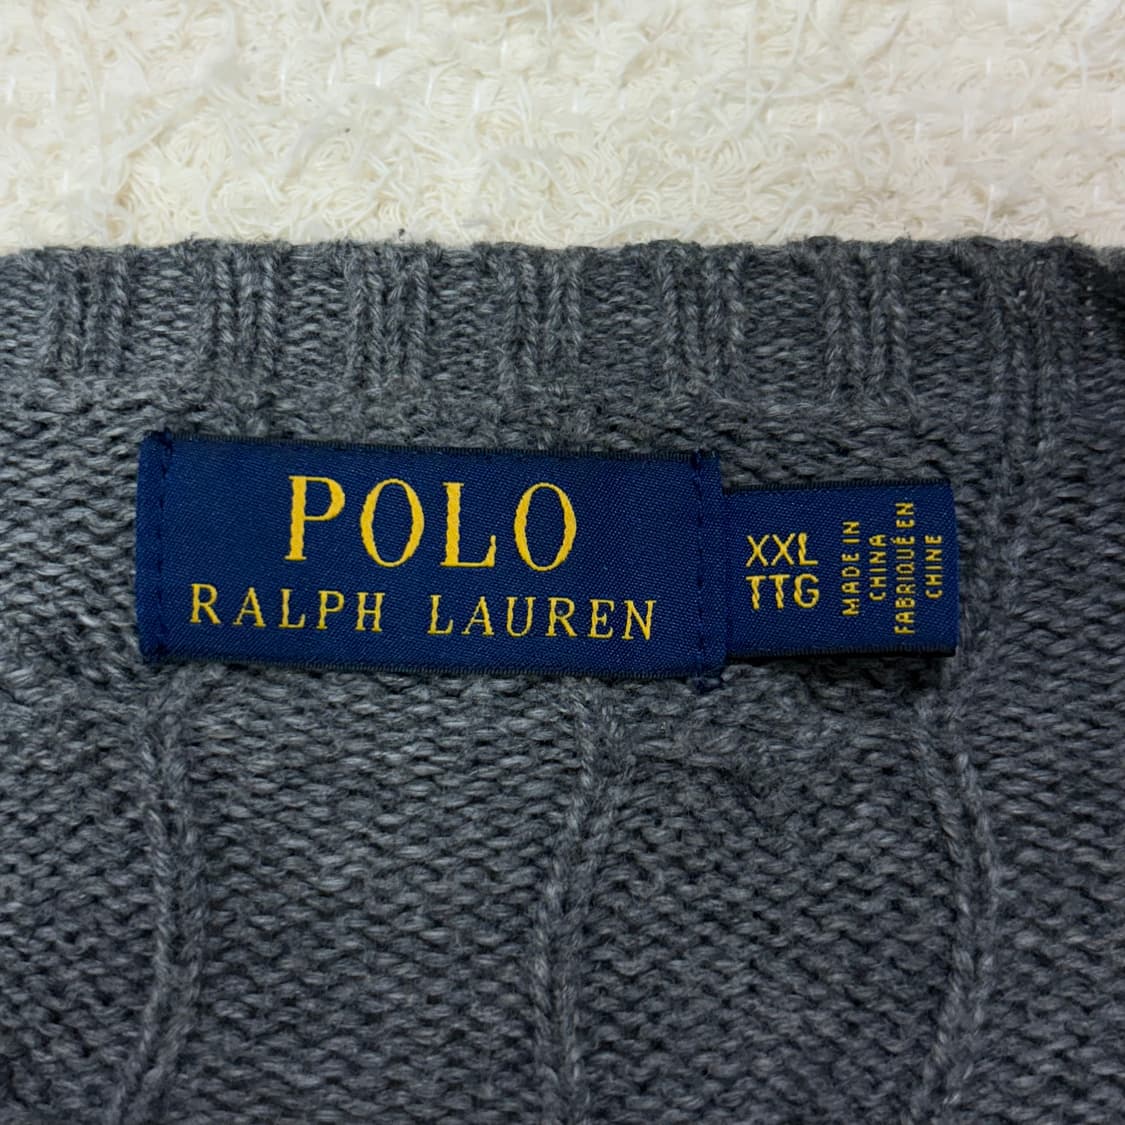 POLO
RALPH LAUREN
XXL
TTG
MADE IN
CHINA
FABRIQUÉ EN
CHINE